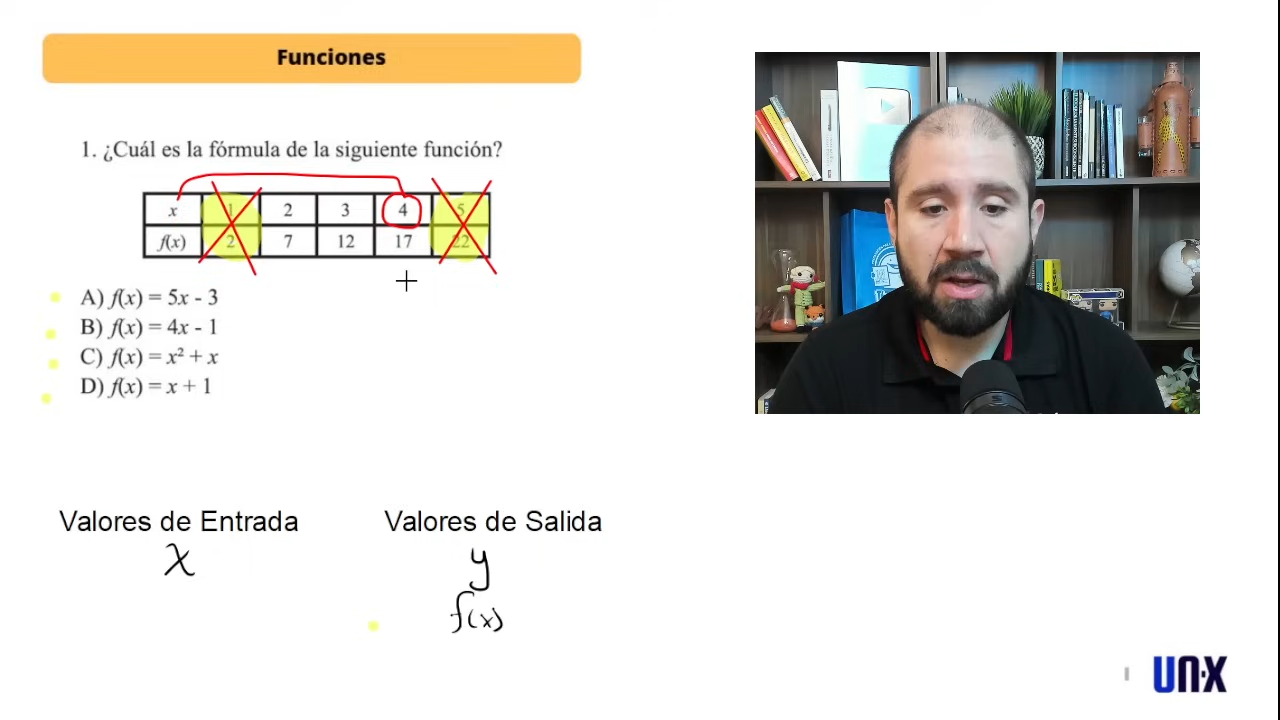 Funciones
1. ¿Cuál es la fórmula de la siguiente función?
x 1 2 3 4 5
f(x) 2 7 12 17 22
A) f(x) = 5x - 3
B) f(x) = 4x - 1
C) f(x) = x² + x
D) f(x) = x + 1
Valores de Entrada
x
Valores de Salida
y
f(x)
UNX